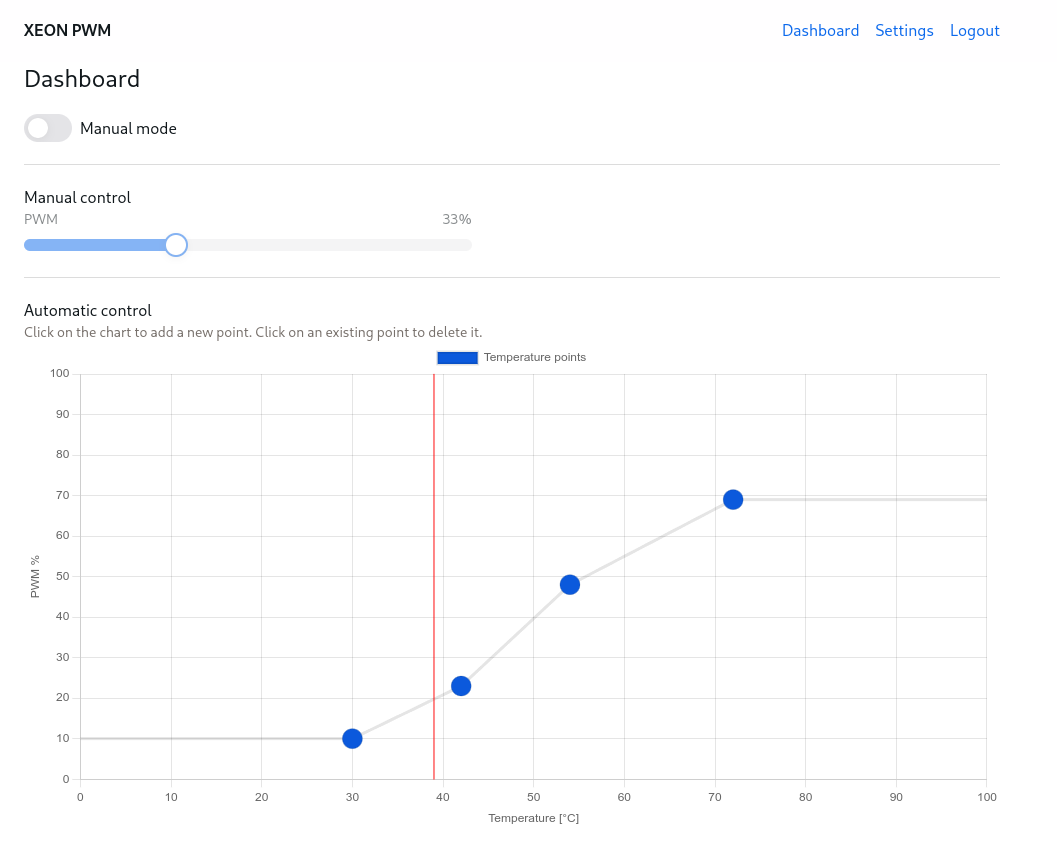 XEON PWM
Dashboard Settings Logout
Dashboard
Manual mode
Manual control
PWM 33%
Automatic control
Click on the chart to add a new point. Click on an existing point to delete it.
Temperature points
100
90
80
70
60
50
40
30
20
10
0
PWM %
0 10 20 30 40 50 60 70 80 90 100
Temperature [°C]